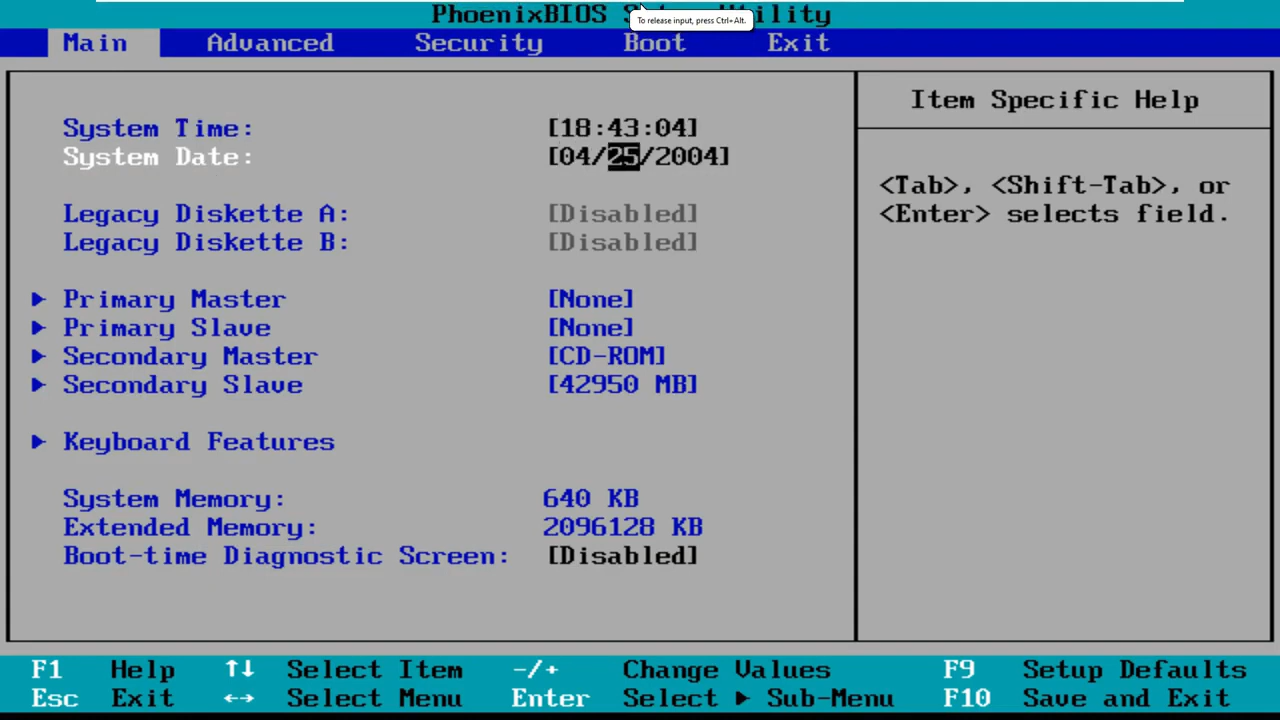 PhoenixBIOS Setup Utility
To release input, press Ctrl+Alt.
Main Advanced Security Boot Exit
Item Specific Help
System Time: [18:43:04]
System Date: [04/25/2004]
<Tab>, <Shift-Tab>, or
<Enter> selects field.
Legacy Diskette A: [Disabled]
Legacy Diskette B: [Disabled]
Primary Master [None]
Primary Slave [None]
Secondary Master [CD-ROM]
Secondary Slave [42950 MB]
Keyboard Features
System Memory: 640 KB
Extended Memory: 2096128 KB
Boot-time Diagnostic Screen: [Disabled]
F1 Help ↑↓ Select Item -/+ Change Values F9 Setup Defaults
Esc Exit ↔ Select Menu Enter Select ▶ Sub-Menu F10 Save and Exit